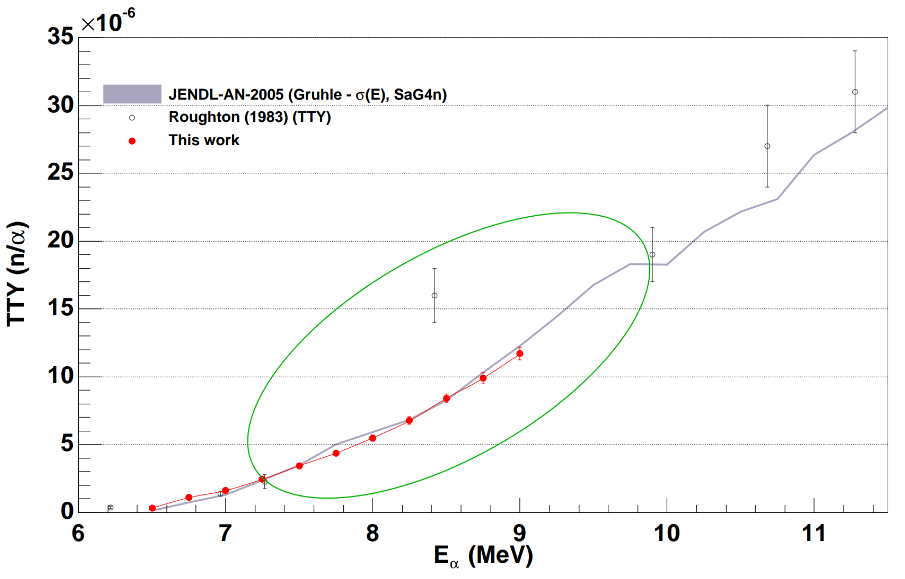 ×10-6
35
30
25
20
15
10
5
0
TTY (n/α)
JENDL-AN-2005 (Gruhle - σ(E), SaG4n)
Roughton (1983) (TTY)
This work
6 7 8 9 10 11
Eα (MeV)